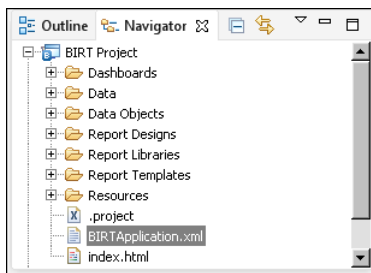 Outline Navigator
BIRT Project
Dashboards
Data
Data Objects
Report Designs
Report Libraries
Report Templates
Resources
.project
BIRTApplication.xml
index.html